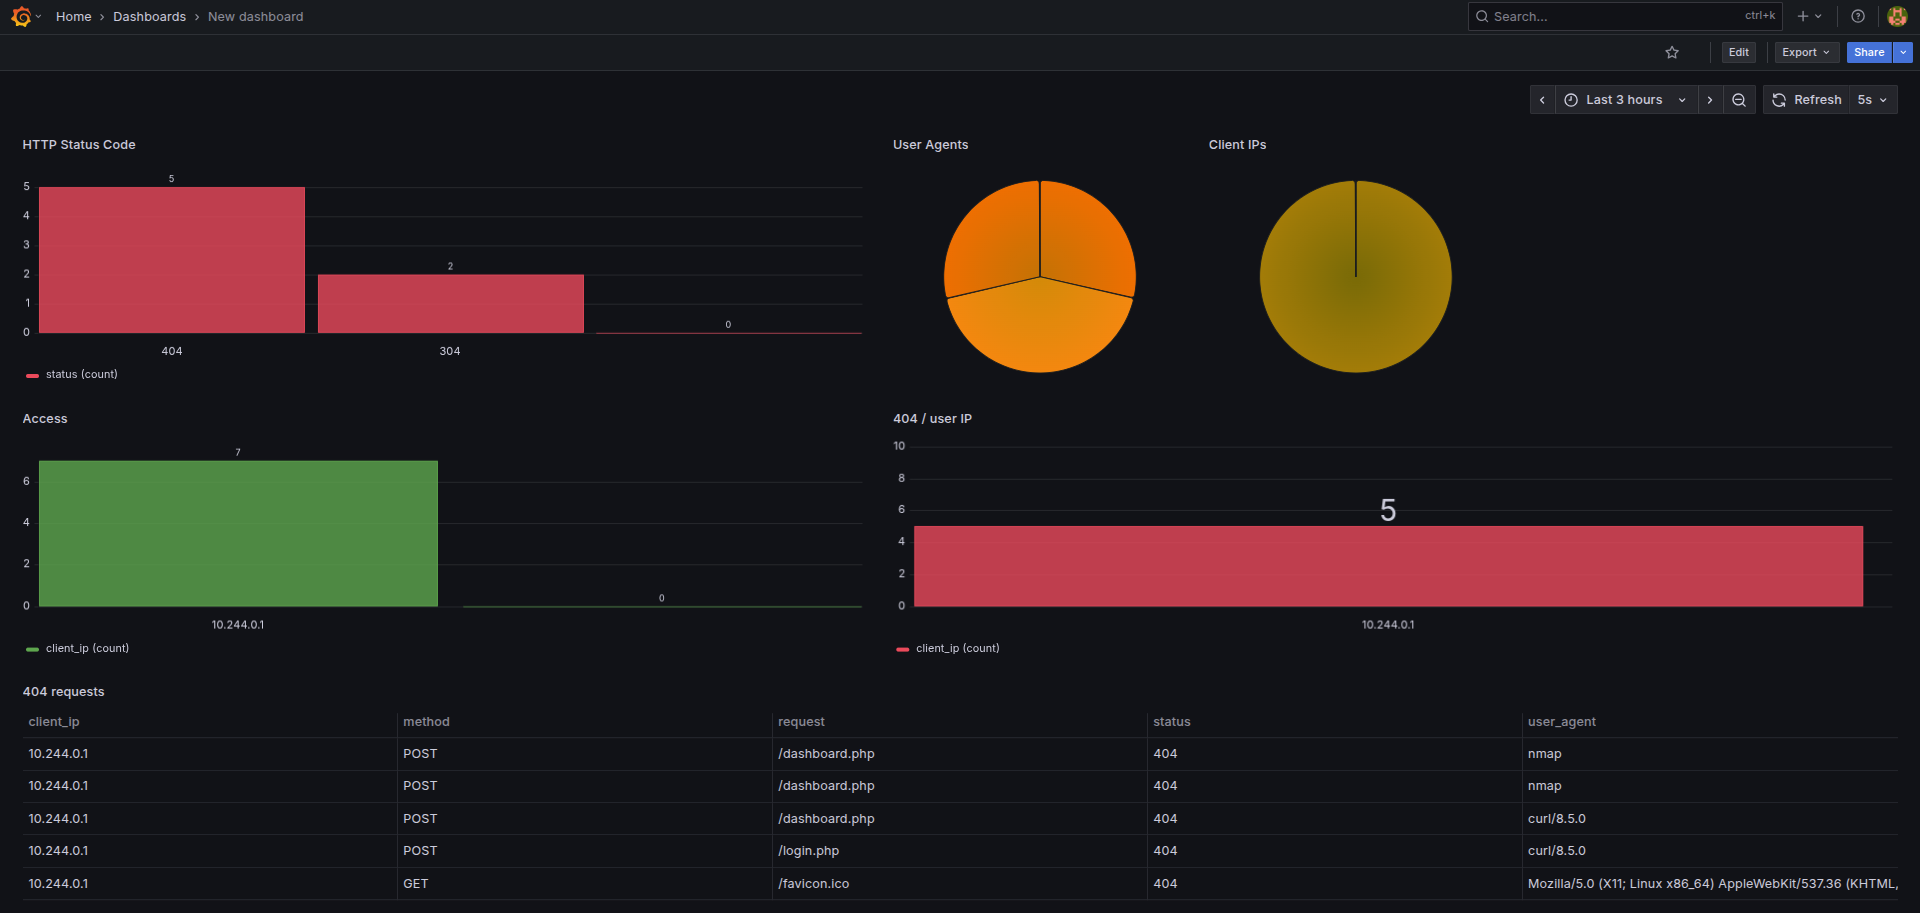 Home › Dashboards › New dashboard
Search... ctrl+k
Edit Export Share
Last 3 hours Refresh 5s
HTTP Status Code
5
5
4
3
2
2
1
0
0
404 304
status (count)
User Agents
Client IPs
Access
7
6
4
2
0
0
10.244.0.1
client_ip (count)
404 / user IP
10
8
6
5
4
2
0
10.244.0.1
client_ip (count)
404 requests
client_ip method request status user_agent
10.244.0.1 POST /dashboard.php 404 nmap
10.244.0.1 POST /dashboard.php 404 nmap
10.244.0.1 POST /dashboard.php 404 curl/8.5.0
10.244.0.1 POST /login.php 404 curl/8.5.0
10.244.0.1 GET /favicon.ico 404 Mozilla/5.0 (X11; Linux x86_64) AppleWebKit/537.36 (KHTML,